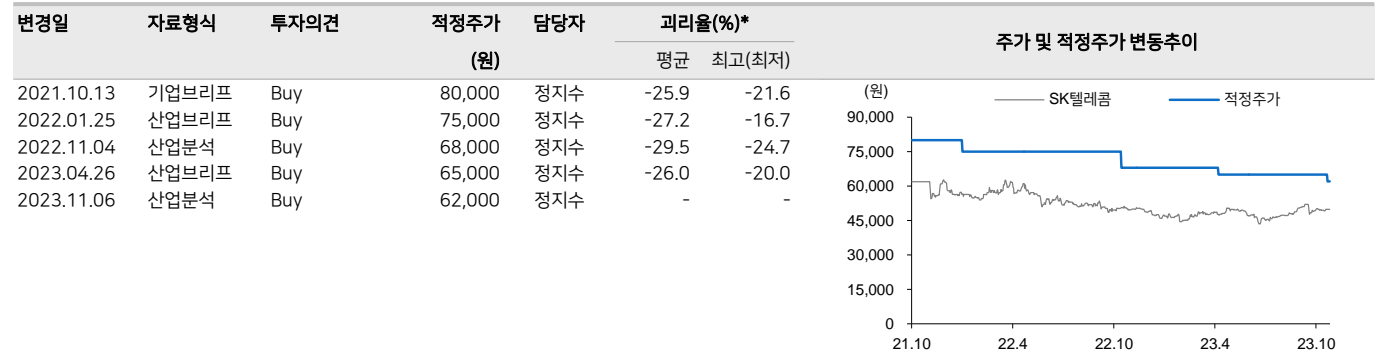 변경일 자료형식 투자의견 적정주가 담당자 괴리율(%)*
(원) 평균 최고(최저)
2021.10.13 기업브리프 Buy 80,000 정지수 -25.9 -21.6
2022.01.25 산업브리프 Buy 75,000 정지수 -27.2 -16.7
2022.11.04 산업분석 Buy 68,000 정지수 -29.5 -24.7
2023.04.26 산업브리프 Buy 65,000 정지수 -26.0 -20.0
2023.11.06 산업분석 Buy 62,000 정지수 - -
주가 및 적정주가 변동추이
(원) SK텔레콤 적정주가
90,000
75,000
60,000
45,000
30,000
15,000
0
21.10 22.4 22.10 23.4 23.10